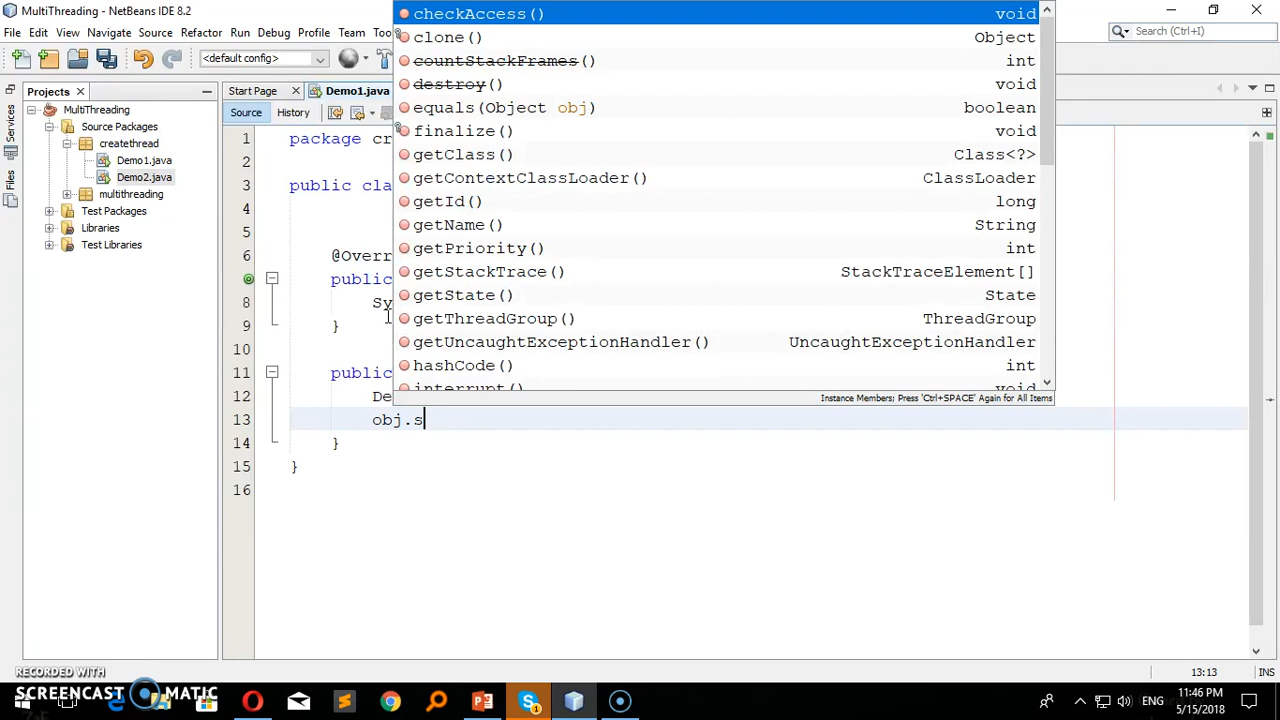 MultiThreading - NetBeans IDE 8.2
File Edit View Navigate Source Refactor Run Debug Profile Team
Search (Ctrl+I)
<default config>
Projects
Services
Files
MultiThreading
Source Packages
createthread
Demo1.java
Demo2.java
multithreading
Test Packages
Libraries
Test Libraries
Start Page
Demo1.java
Source History
1 package cr
2
3 public cla
4
5
6 @Overr
7 public
8 Sy
9 }
10
11 public
12 De
13 obj.s
14 }
15 }
16
checkAccess() void
clone() Object
countStackFrames() int
destroy() void
equals(Object obj) boolean
finalize() void
getClass() Class<?>
getContextClassLoader() ClassLoader
getId() long
getName() String
getPriority() int
getStackTrace() StackTraceElement[]
getState() State
getThreadGroup() ThreadGroup
getUncaughtExceptionHandler() UncaughtExceptionHandler
hashCode() int
interrupt() void
Instance Members; Press 'Ctrl+SPACE' Again for All Items
13:13 INS
RECORDED WITH
SCREENCAST MATIC
ENG
11:46 PM
5/15/2018